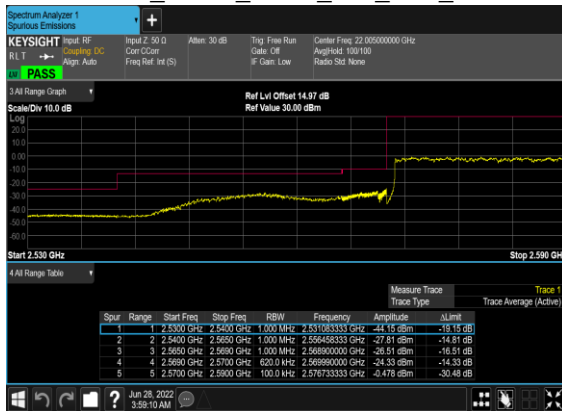 Spectrum Analyzer 1
Spurious Emissions
KEYSIGHT Input: RF Input Z: 50 Ω Atten: 30 dB Trig: Free Run Center Freq: 22.005000000 GHz
RLT Coupling: DC Corr CCorr Gate: Off Avg|Hold: 100/100
Align: Auto Freq Ref: Int (S) IF Gain: Low Radio Std: None
PASS
3 All Range Graph
Ref Lvl Offset 14.97 dB
Scale/Div 10.0 dB Ref Value 30.00 dBm
Log
20.0
10.0
0.00
-10.0
-20.0
-30.0
-40.0
-50.0
-60.0
Start 2.530 GHz Stop 2.590 GH
4 All Range Table
Measure Trace Trace 1
Trace Type Trace Average (Active)
Spur Range Start Freq Stop Freq RBW Frequency Amplitude ΔLimit
1 1 2.5300 GHz 2.5400 GHz 1.000 MHz 2.531083333 GHz -44.15 dBm -19.15 dB
2 2 2.5400 GHz 2.5650 GHz 1.000 MHz 2.556458333 GHz -27.81 dBm -14.81 dB
3 3 2.5650 GHz 2.5690 GHz 1.000 MHz 2.568900000 GHz -26.51 dBm -16.51 dB
4 4 2.5690 GHz 2.5700 GHz 620.0 kHz 2.569990000 GHz -24.33 dBm -14.33 dB
5 5 2.5700 GHz 2.5900 GHz 100.0 kHz 2.576733333 GHz -0.478 dBm -30.48 dB
Jun 28, 2022
3:59:10 AM